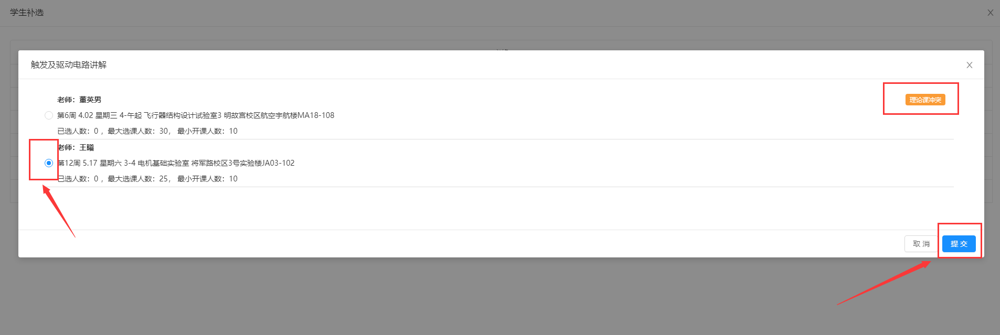 学生补选
触发及驱动电路讲解
老师：董英男
理论课冲突
第6周 4.02 星期三 4-午起 飞行器结构设计试验室3 明故宫校区航空宇航楼MA18-108
已选人数：0， 最大选课人数：30， 最小开课人数：10
老师：王曦
第12周 5.17 星期六 3-4 电机基础实验室 将军路校区3号实验楼JA03-102
已选人数：0， 最大选课人数：25， 最小开课人数：10
取 消
提 交